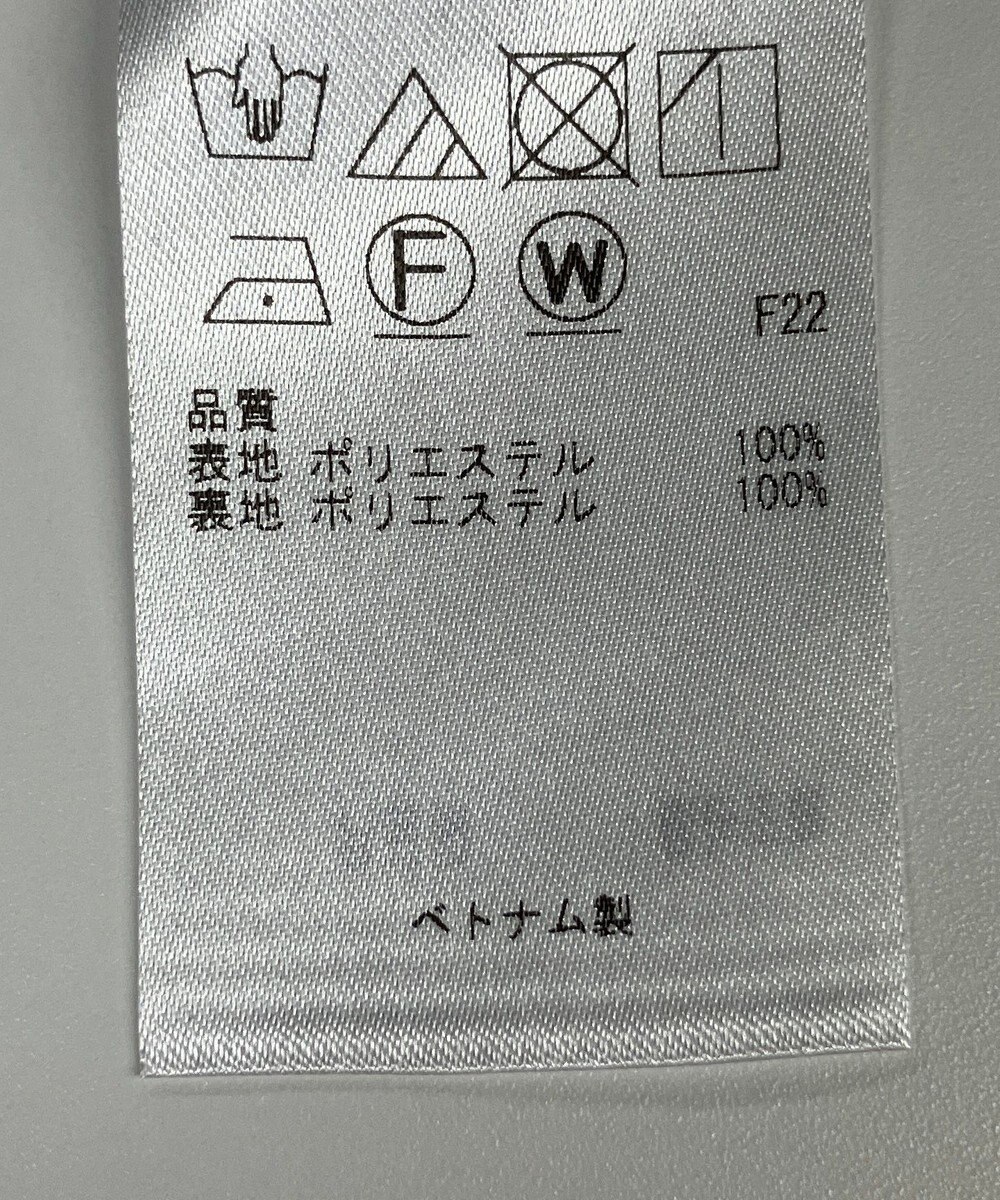 F W
F22
品質
表地 ポリエステル 100%
裏地 ポリエステル 100%
ベトナム製